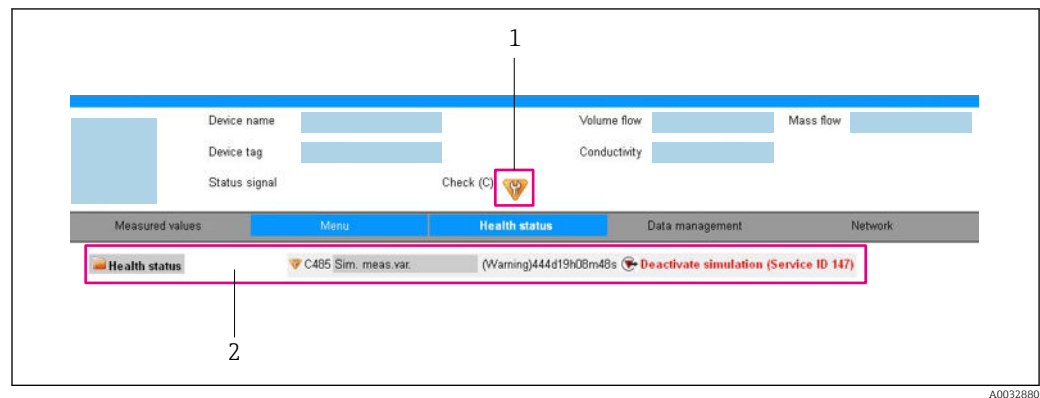 1
Device name
Volume flow
Mass flow
Device tag
Conductivity
Status signal
Check (C)
Measured values
Menu
Health status
Data management
Network
Health status
C485 Sim. meas.var.
(Warning)444d19h08m48s
Deactivate simulation (Service ID 147)
2
A0032880